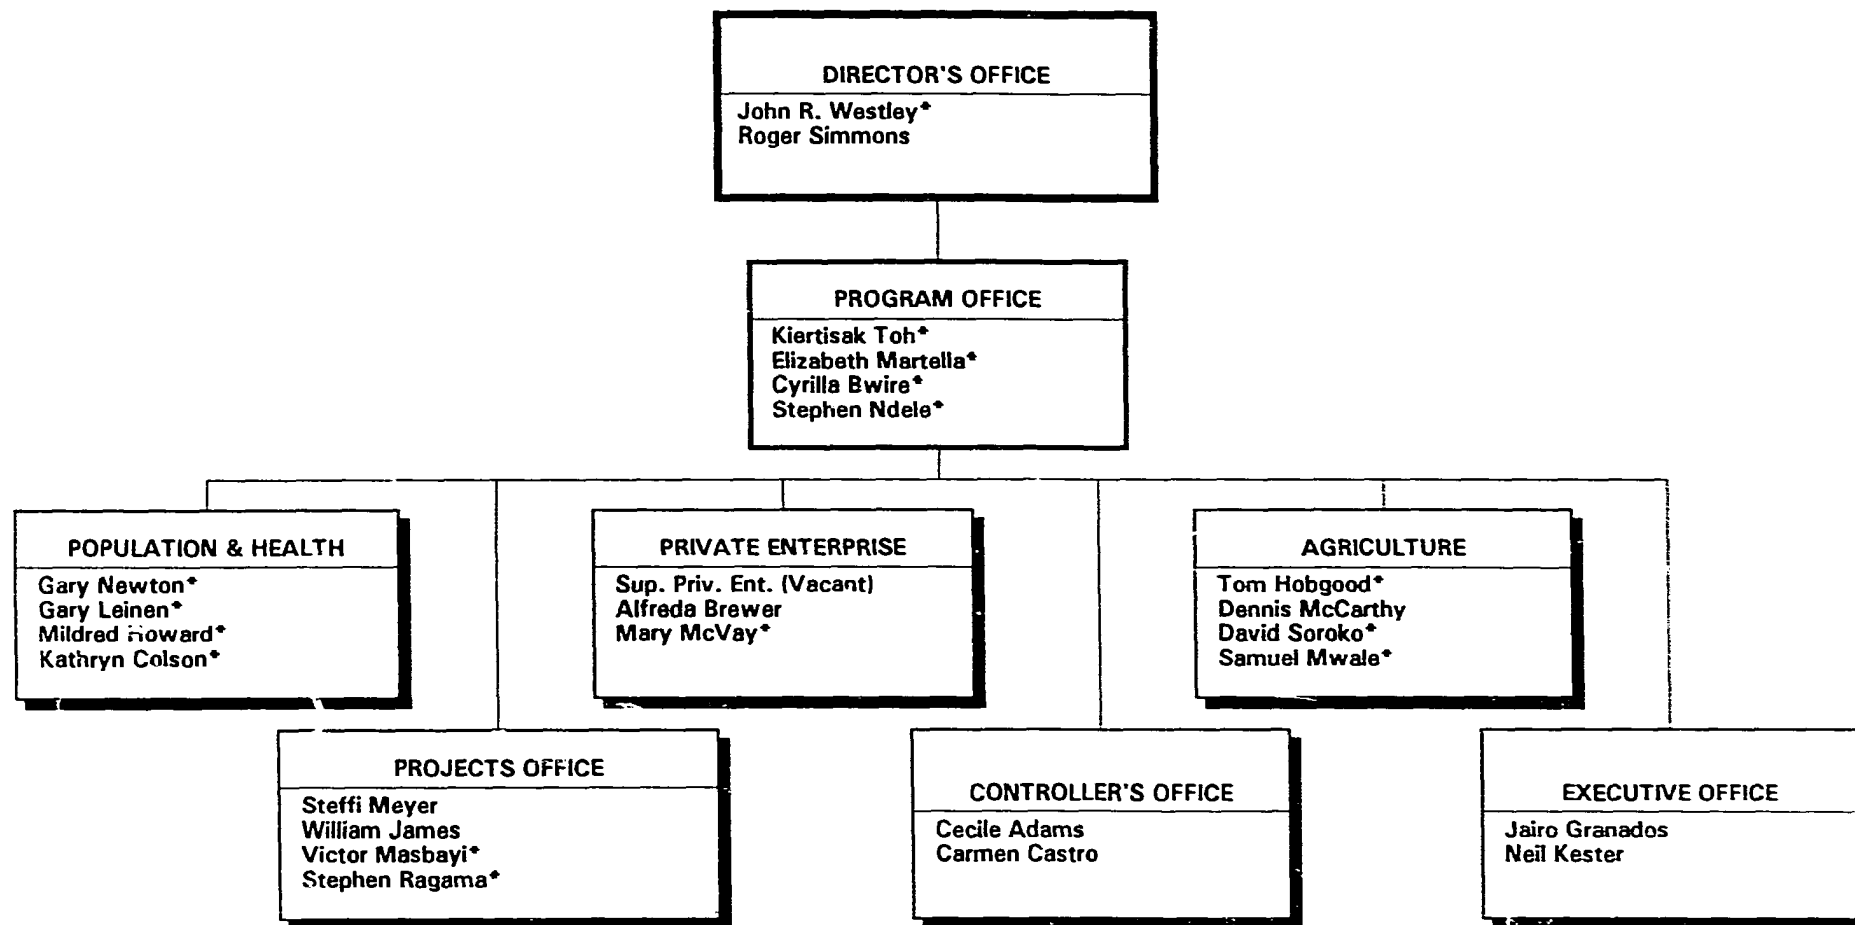 DIRECTOR'S OFFICE
John R. Westley*
Roger Simmons
PROGRAM OFFICE
Kiertisak Toh*
Elizabeth Martella*
Cyrilla Bwire*
Stephen Ndele*
POPULATION & HEALTH
Gary Newton*
Gary Leinen*
Mildred Howard*
Kathryn Colson*
PRIVATE ENTERPRISE
Sup. Priv. Ent. (Vacant)
Alfreda Brewer
Mary McVay*
AGRICULTURE
Tom Hobgood*
Dennis McCarthy
David Soroko*
Samuel Mwale*
PROJECTS OFFICE
Steffi Meyer
William James
Victor Masbayi*
Stephen Ragama*
CONTROLLER'S OFFICE
Cecile Adams
Carmen Castro
EXECUTIVE OFFICE
Jairo Granados
Neil Kester